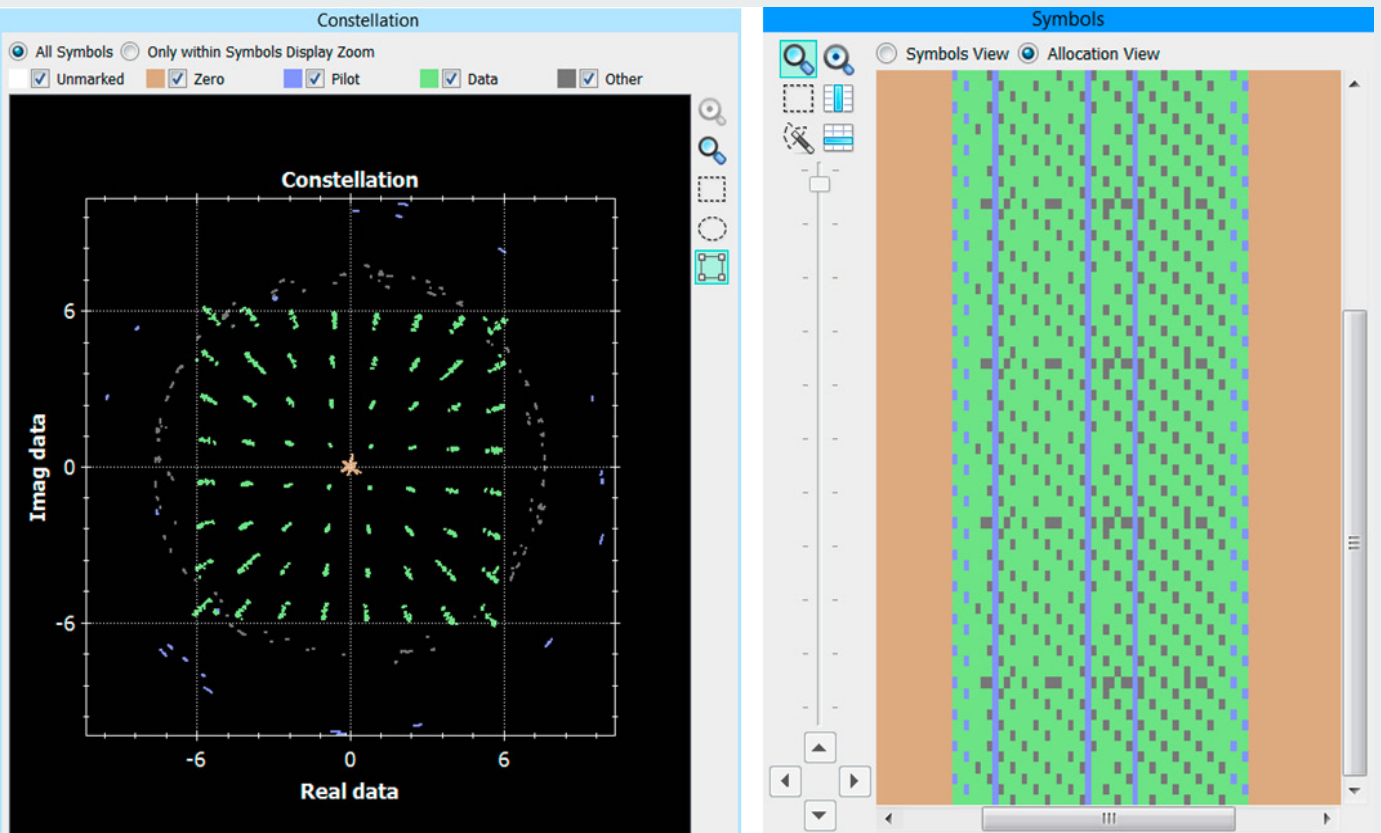 Constellation
All Symbols Only within Symbols Display Zoom
Unmarked Zero Pilot Data Other
Constellation
6
0
-6
Imag data
-6 0 6
Real data
Symbols
Symbols View Allocation View